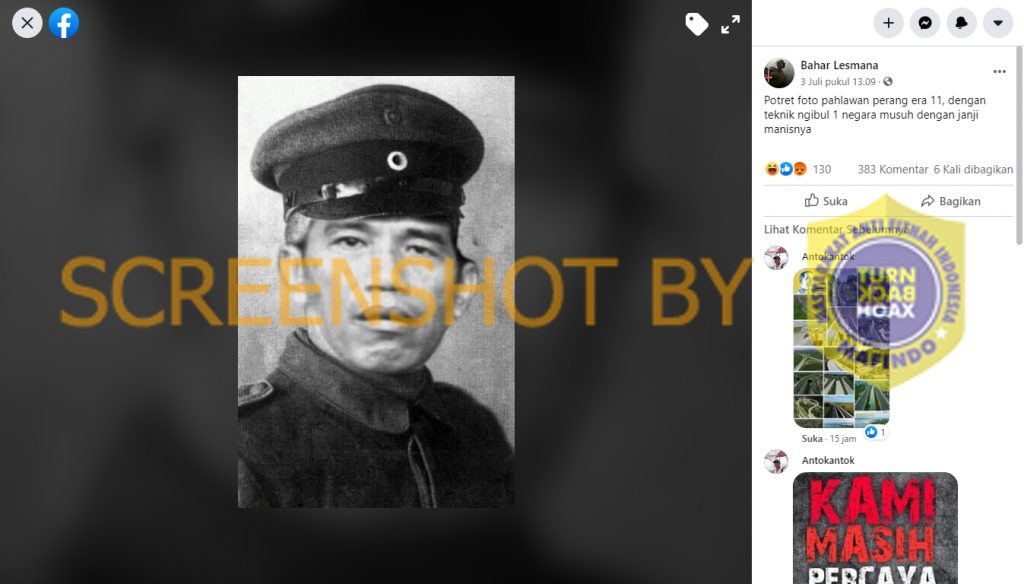 SCREENSHOT BY
Bahar Lesmana
3 Juli pukul 13.09 ·
Potret foto pahlawan perang era 11, dengan
teknik ngibul 1 negara musuh dengan janji
manisnya
130
383 Komentar 6 Kali dibagikan
Suka
Bagikan
Lihat Komentar Sebelumnya
Antokantok
MASYARAKAT ANTI FITNAH INDONESIA
TURN
BACK
HOAX
MAFINDO
Suka · 15 jam
1
Antokantok
KAMI
MASIH
PERCAYA